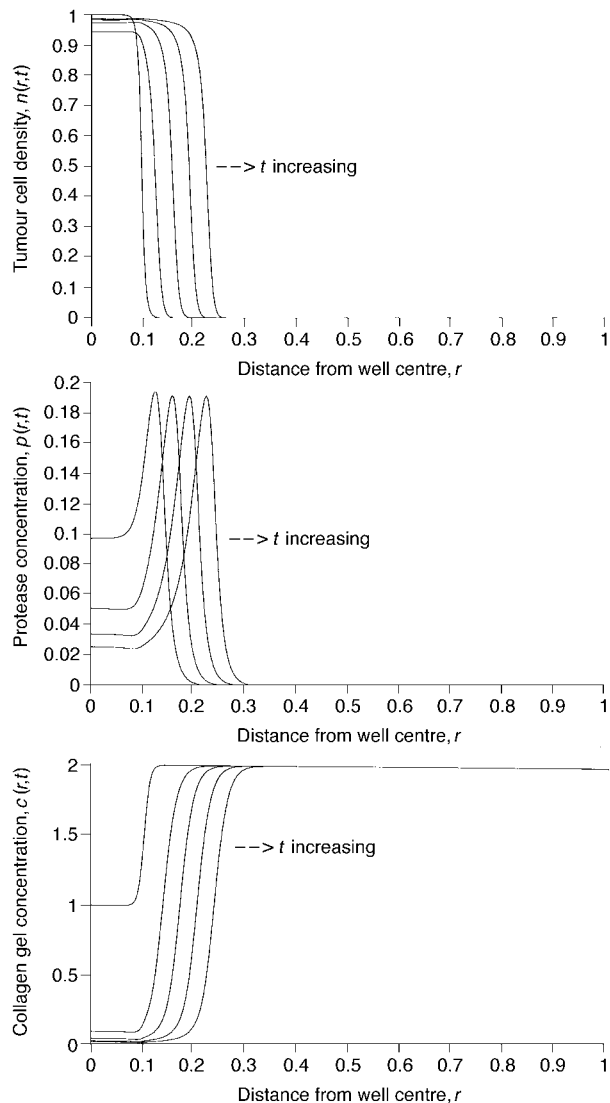 1
0.9
0.8
0.7
0.6
0.5
0.4
0.3
0.2
0.1
0
Tumour cell density, n(r,t)
--> t increasing
0 0.1 0.2 0.3 0.4 0.5 0.6 0.7 0.8 0.9 1
Distance from well centre, r
0.2
0.18
0.16
0.14
0.12
0.1
0.08
0.06
0.04
0.02
0
Protease concentration, p(r,t)
--> t increasing
0 0.1 0.2 0.3 0.4 0.5 0.6 0.7 0.8 0.9 1
Distance from well centre, r
2
1.5
1
0.5
0
Collagen gel concentration, c(r,t)
--> t increasing
0 0.1 0.2 0.3 0.4 0.5 0.6 0.7 0.8 0.9 1
Distance from well centre, r